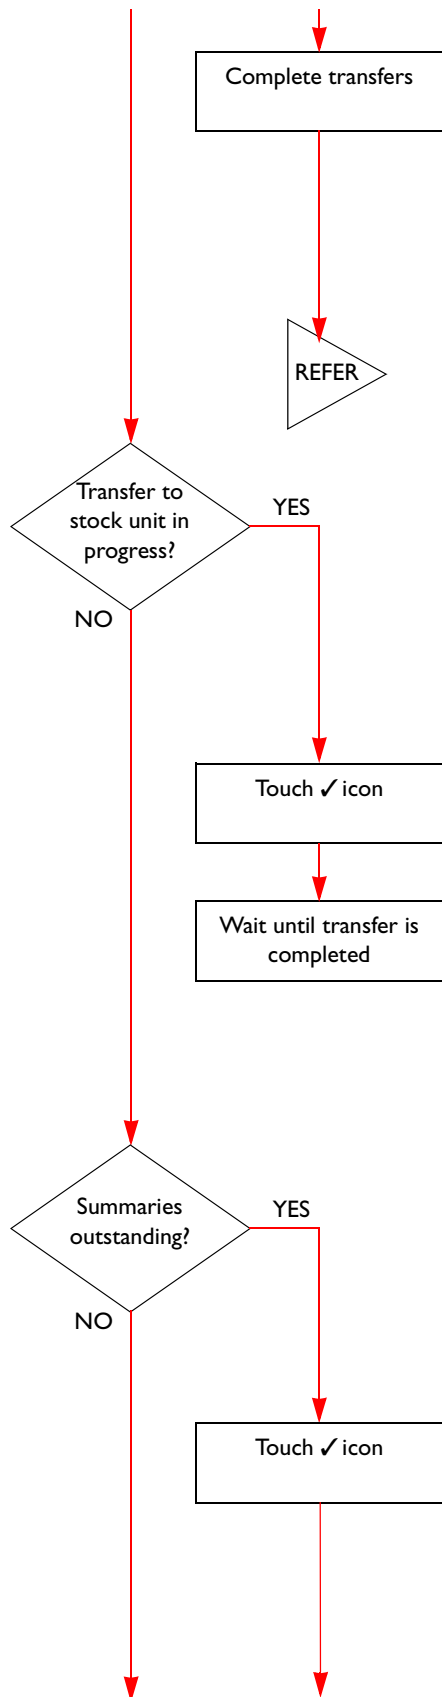 Complete transfers
REFER
Transfer to
stock unit in
progress?
YES
NO
Touch ✓ icon
Wait until transfer is
completed
Summaries
outstanding?
YES
NO
Touch ✓ icon